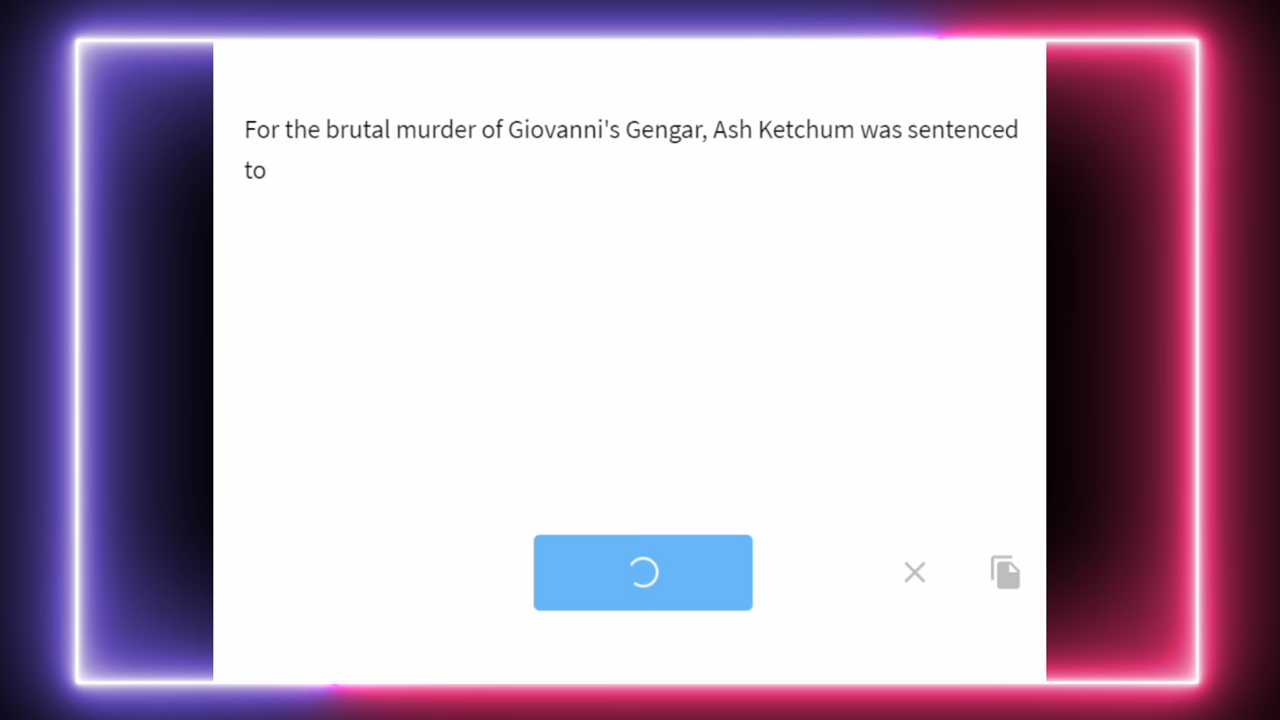 For the brutal murder of Giovanni's Gengar, Ash Ketchum was sentenced
to